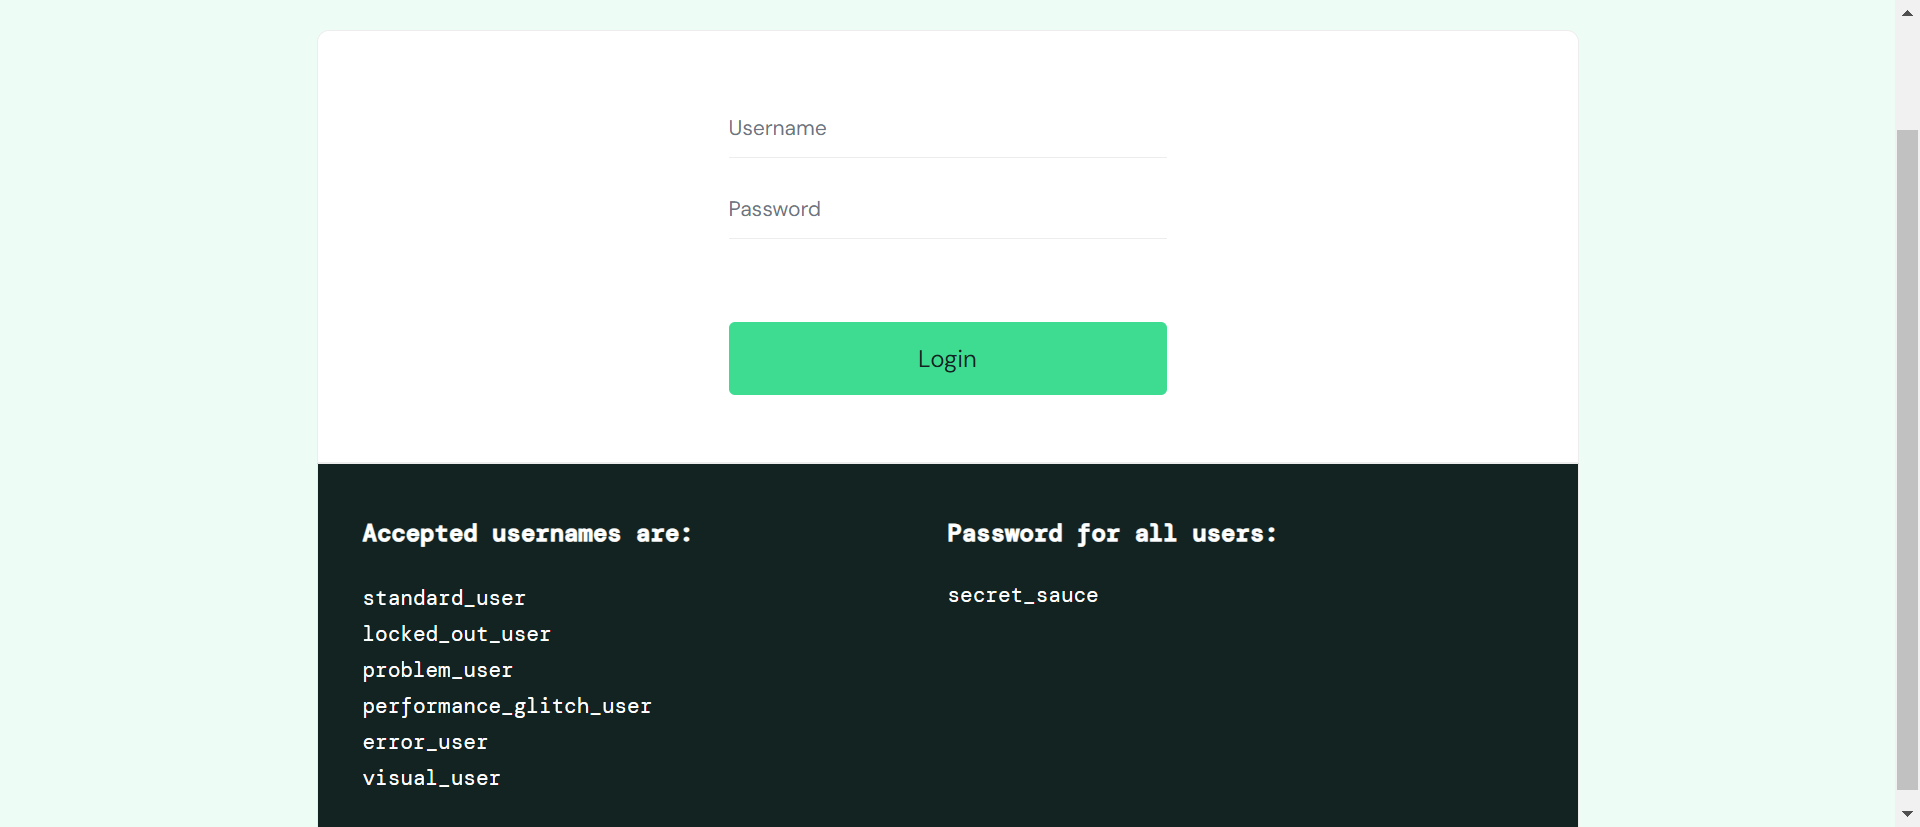 Username
Password
Login
Accepted usernames are:
standard_user
locked_out_user
problem_user
performance_glitch_user
error_user
visual_user
Password for all users:
secret_sauce